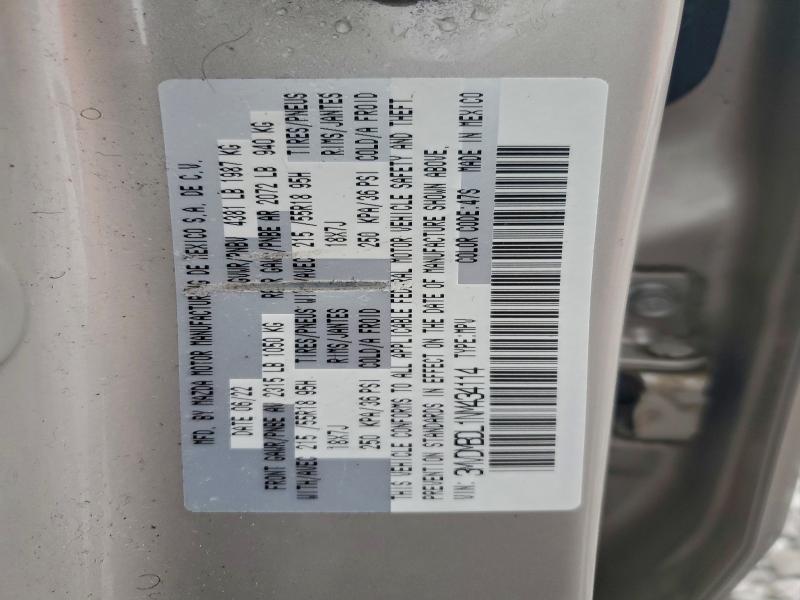 MFD. BY MAZDA MOTOR MANUFACTURING DE MEXICO S.A. DE C.V.
DATE 06/22 GVWR/PNBV 4381 LB 1987 KG
FRONT GAWR/PNBE AV 2315 LB 1050 KG REAR GAWR/PNBE AR 2072 LB 940 KG
WITH/AVEC 215/55R18 95H TIRES/PNEUS WITH/AVEC 215/55R18 95H TIRES/PNEUS
18X7J RIMS/JANTES 18X7J RIMS/JANTES
250 KPA/36 PSI COLD/A FROID 250 KPA/36 PSI COLD/A FROID
THIS VEHICLE CONFORMS TO ALL APPLICABLE FEDERAL MOTOR VEHICLE SAFETY AND THEFT
PREVENTION STANDARDS IN EFFECT ON THE DATE OF MANUFACTURE SHOWN ABOVE.
VIN: TYPE:MPV COLOR CODE:47S MADE IN MEXICO